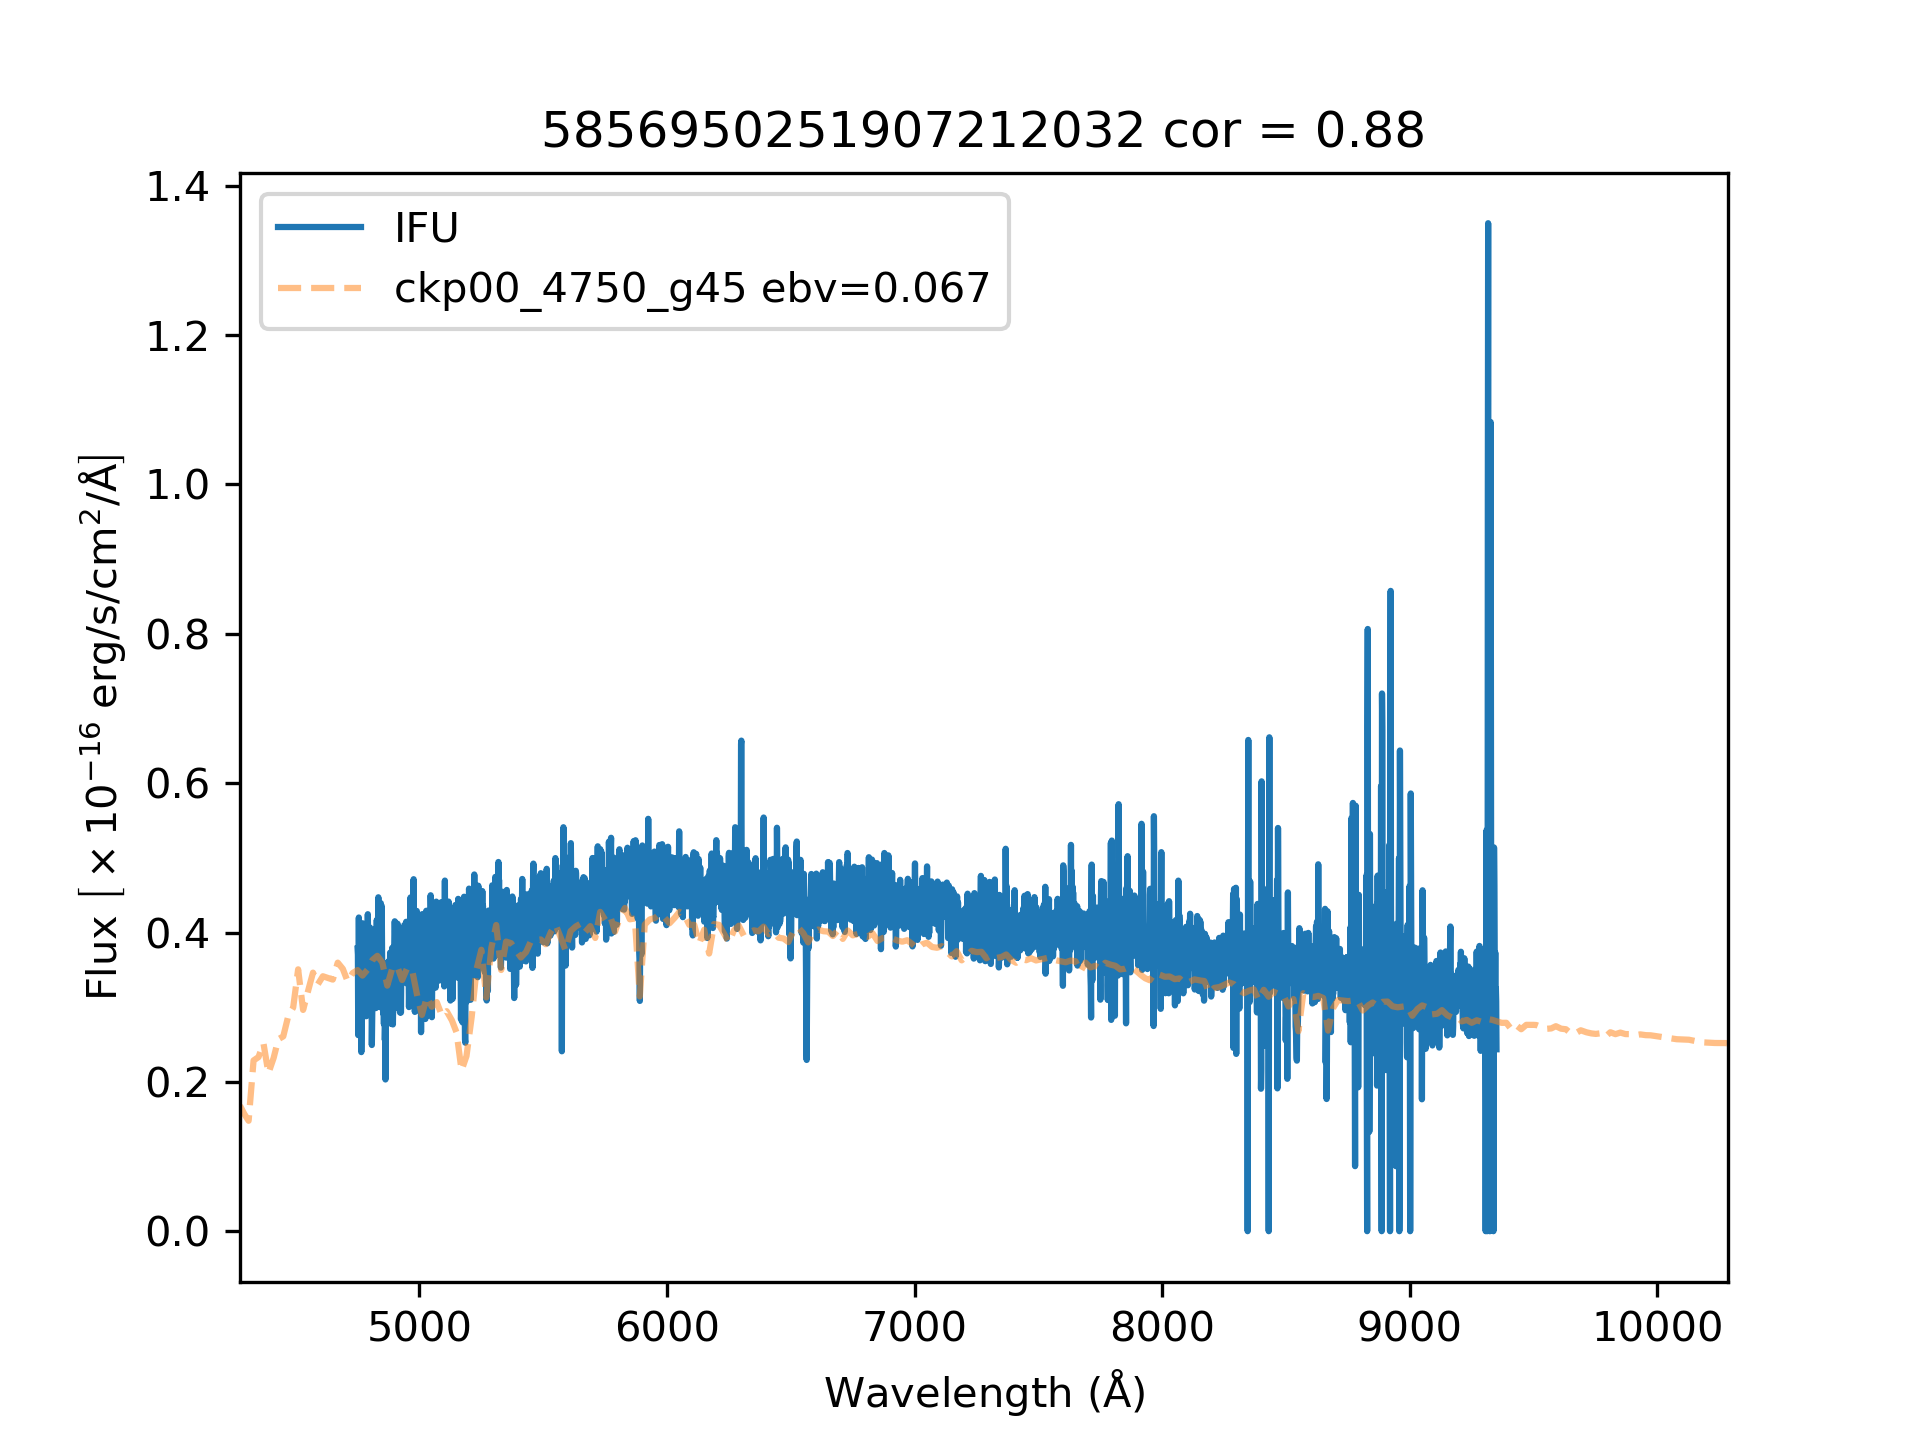 5856950251907212032 cor = 0.88
IFU
ckp00_4750_g45 ebv=0.067
1.4
1.2
1.0
0.8
0.6
0.4
0.2
0.0
Flux [×10⁻¹⁶ erg/s/cm²/Å]
5000 6000 7000 8000 9000 10000
Wavelength (Å)